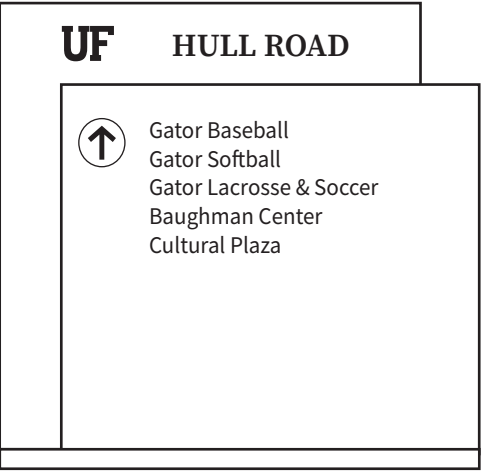 UF HULL ROAD
Gator Baseball
Gator Softball
Gator Lacrosse & Soccer
Baughman Center
Cultural Plaza